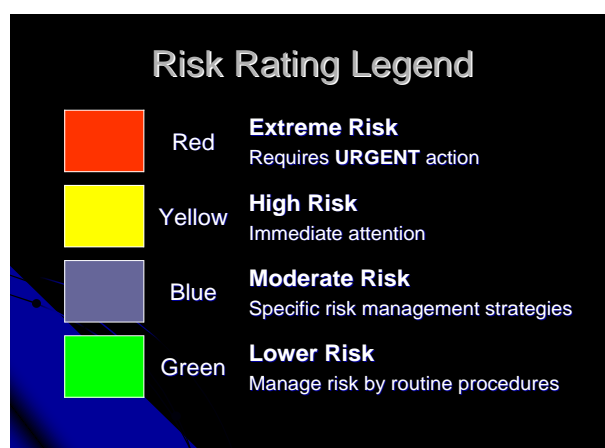 Risk Rating Legend
Red
Extreme Risk
Requires URGENT action
Yellow
High Risk
Immediate attention
Blue
Moderate Risk
Specific risk management strategies
Green
Lower Risk
Manage risk by routine procedures